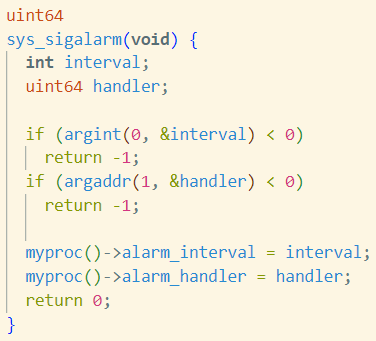 uint64
sys_sigalarm(void) {
  int interval;
  uint64 handler;

  if (argint(0, &interval) < 0)
    return -1;
  if (argaddr(1, &handler) < 0)
    return -1;

  myproc()->alarm_interval = interval;
  myproc()->alarm_handler = handler;
  return 0;
}